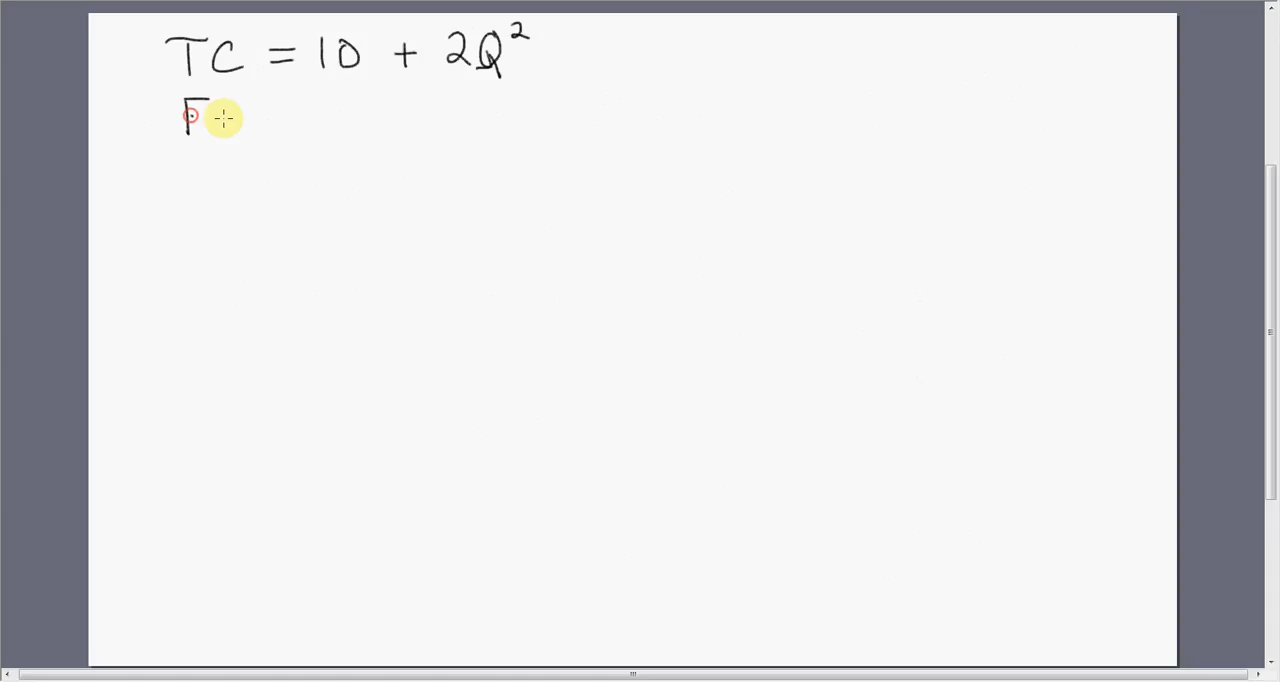 TC = 10 + 2Q²
F